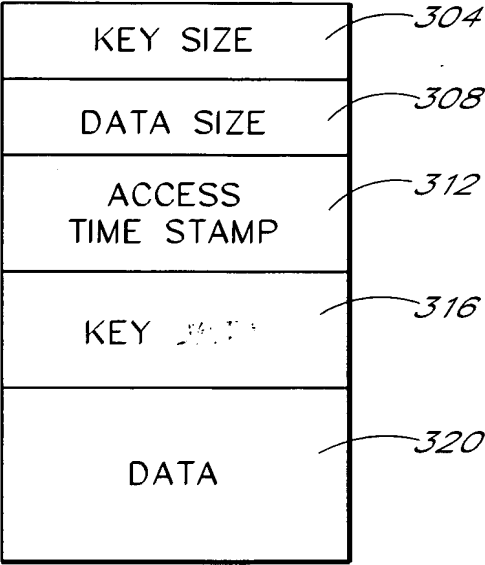 KEY SIZE 304
DATA SIZE 308
ACCESS
TIME STAMP 312
KEY 316
DATA 320